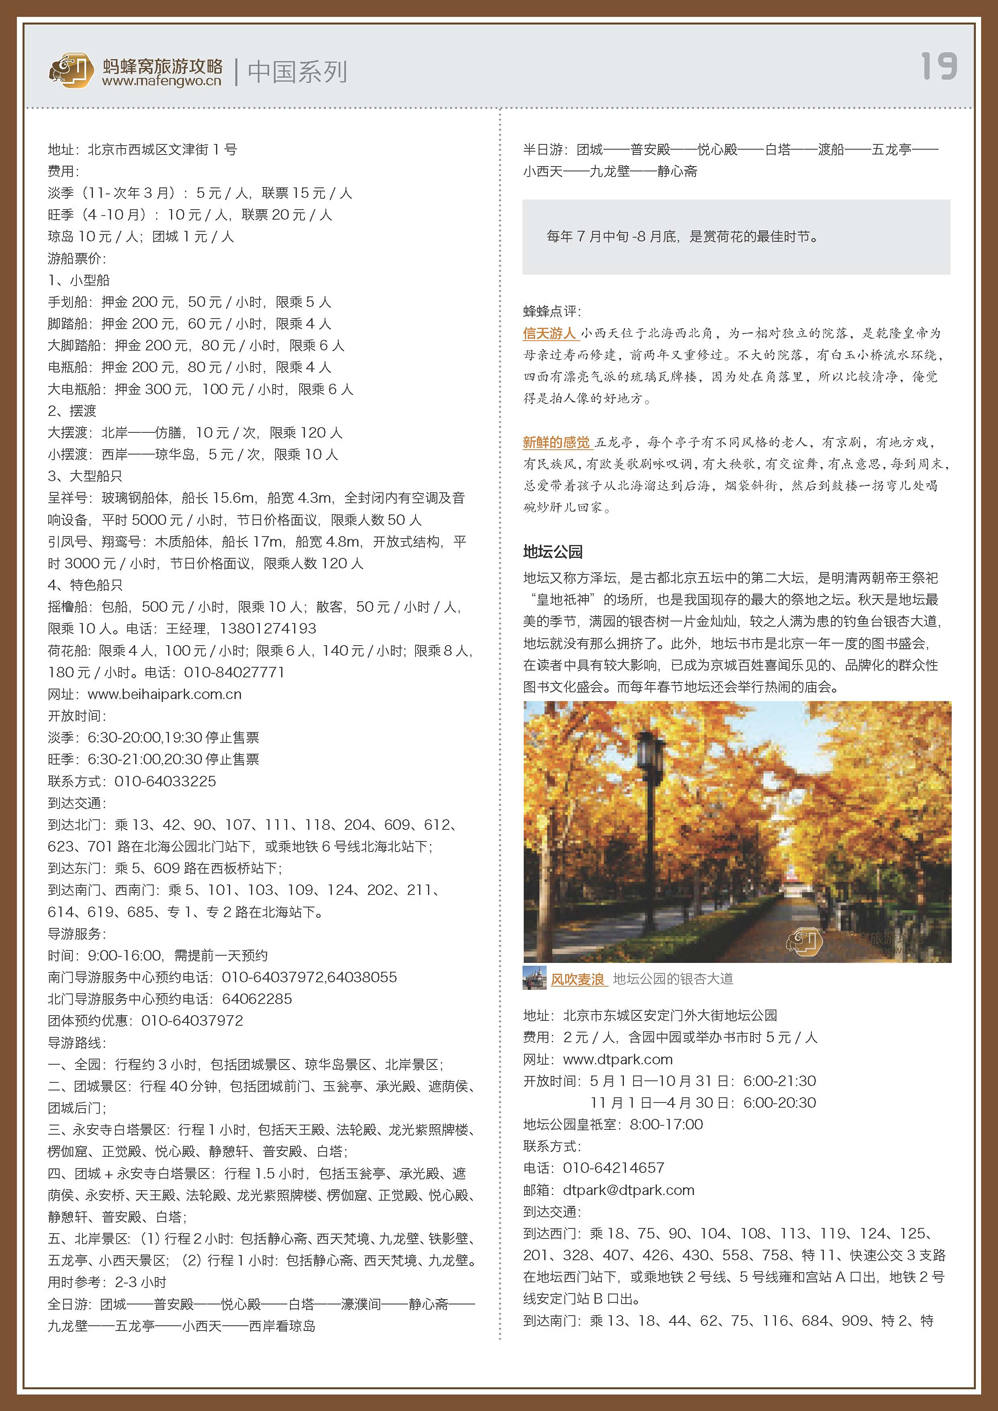 蚂蜂窝旅游攻略
www.mafengwo.cn
中国系列
19
地址：北京市西城区文津街 1 号
费用：
淡季（11- 次年 3 月）：5 元 / 人，联票 15 元 / 人
旺季（4 -10 月）：10 元 / 人，联票 20 元 / 人
琼岛 10 元 / 人；团城 1 元 / 人
游船票价：
1、小型船
手划船：押金 200 元，50 元 / 小时，限乘 5 人
脚踏船：押金 200 元，60 元 / 小时，限乘 4 人
大脚踏船：押金 200 元，80 元 / 小时，限乘 6 人
电瓶船：押金 200 元，80 元 / 小时，限乘 4 人
大电瓶船：押金 300 元，100 元 / 小时，限乘 6 人
2、摆渡
大摆渡：北岸——仿膳，10 元 / 次，限乘 120 人
小摆渡：西岸——琼华岛，5 元 / 次，限乘 10 人
3、大型船只
呈祥号：玻璃钢船体，船长 15.6m，船宽 4.3m，全封闭内有空调及音
响设备，平时 5000 元 / 小时，节日价格面议，限乘人数 50 人
引凤号、翔鸾号：木质船体，船长 17m，船宽 4.8m，开放式结构，平
时 3000 元 / 小时，节日价格面议，限乘人数 120 人
4、特色船只
摇橹船：包船，500 元 / 小时，限乘 10 人；散客，50 元 / 小时 / 人，
限乘 10 人。电话：王经理，13801274193
荷花船：限乘 4 人，100 元 / 小时；限乘 6 人，140 元 / 小时；限乘 8 人，
180 元 / 小时。电话：010-84027771
网址：www.beihaipark.com.cn
开放时间：
淡季：6:30-20:00,19:30 停止售票
旺季：6:30-21:00,20:30 停止售票
联系方式：010-64033225
到达交通：
到达北门：乘 13、42、90、107、111、118、204、609、612、
623、701 路在北海公园北门站下，或乘地铁 6 号线北海北站下；
到达东门：乘 5、609 路在西板桥站下；
到达南门、西南门：乘 5、101、103、109、124、202、211、
614、619、685、专 1、专 2 路在北海站下。
导游服务：
时间：9:00-16:00，需提前一天预约
南门导游服务中心预约电话：010-64037972,64038055
北门导游服务中心预约电话：64062285
团体预约优惠：010-64037972
导游路线：
一、全园：行程约 3 小时，包括团城景区、琼华岛景区、北岸景区；
二、团城景区：行程 40 分钟，包括团城前门、玉瓮亭、承光殿、遮荫侯、
团城后门；
三、永安寺白塔景区：行程 1 小时，包括天王殿、法轮殿、龙光紫照牌楼、
楞伽窟、正觉殿、悦心殿、静憩轩、普安殿、白塔；
四、团城 + 永安寺白塔景区：行程 1.5 小时，包括玉瓮亭、承光殿、遮
荫侯、永安桥、天王殿、法轮殿、龙光紫照牌楼、楞伽窟、正觉殿、悦心殿、
静憩轩、普安殿、白塔；
五、北岸景区：（1）行程 2 小时：包括静心斋、西天梵境、九龙壁、铁影壁、
五龙亭、小西天景区；（2）行程 1 小时：包括静心斋、西天梵境、九龙壁。
用时参考：2-3 小时
全日游：团城——普安殿——悦心殿——白塔——濠濮间——静心斋——
九龙壁——五龙亭——小西天——西岸看琼岛
半日游：团城——普安殿——悦心殿——白塔——渡船——五龙亭——
小西天——九龙壁——静心斋
每年 7 月中旬 -8 月底，是赏荷花的最佳时节。
蜂蜂点评：
信天游人 小西天位于北海西北角，为一相对独立的院落，是乾隆皇帝为
母亲过寿而修建，前两年又重修过。不大的院落，有白玉小桥流水环绕，
四面有漂亮气派的琉璃瓦牌楼，因为处在角落里，所以比较清净，俺觉
得是拍人像的好地方。
新鲜的感觉 五龙亭，每个亭子有不同风格的老人，有京剧，有地方戏，
有民族风，有欧美歌剧咏叹调，有大秧歌，有交谊舞，有点意思，每到周末，
总爱带着孩子从北海溜达到后海，烟袋斜街，然后到鼓楼一拐弯儿处喝
碗炒肝儿回家。
地坛公园
地坛又称方泽坛，是古都北京五坛中的第二大坛，是明清两朝帝王祭祀
“皇地祇神”的场所，也是我国现存的最大的祭地之坛。秋天是地坛最
美的季节，满园的银杏树一片金灿灿，较之人满为患的钓鱼台银杏大道，
地坛就没有那么拥挤了。此外，地坛书市是北京一年一度的图书盛会，
在读者中具有较大影响，已成为京城百姓喜闻乐见的、品牌化的群众性
图书文化盛会。而每年春节地坛还会举行热闹的庙会。
风吹麦浪 地坛公园的银杏大道
地址：北京市东城区安定门外大街地坛公园
费用：2 元 / 人，含园中园或举办书市时 5 元 / 人
网址：www.dtpark.com
开放时间：5 月 1 日—10 月 31 日：6:00-21:30
11 月 1 日—4 月 30 日：6:00-20:30
地坛公园皇祇室：8:00-17:00
联系方式：
电话：010-64214657
邮箱：dtpark@dtpark.com
到达交通：
到达西门：乘 18、75、90、104、108、113、119、124、125、
201、328、407、426、430、558、758、特 11、快速公交 3 支路
在地坛西门站下，或乘地铁 2 号线、5 号线雍和宫站 A 口出，地铁 2 号
线安定门站 B 口出。
到达南门：乘 13、18、44、62、75、116、684、909、特 2、特